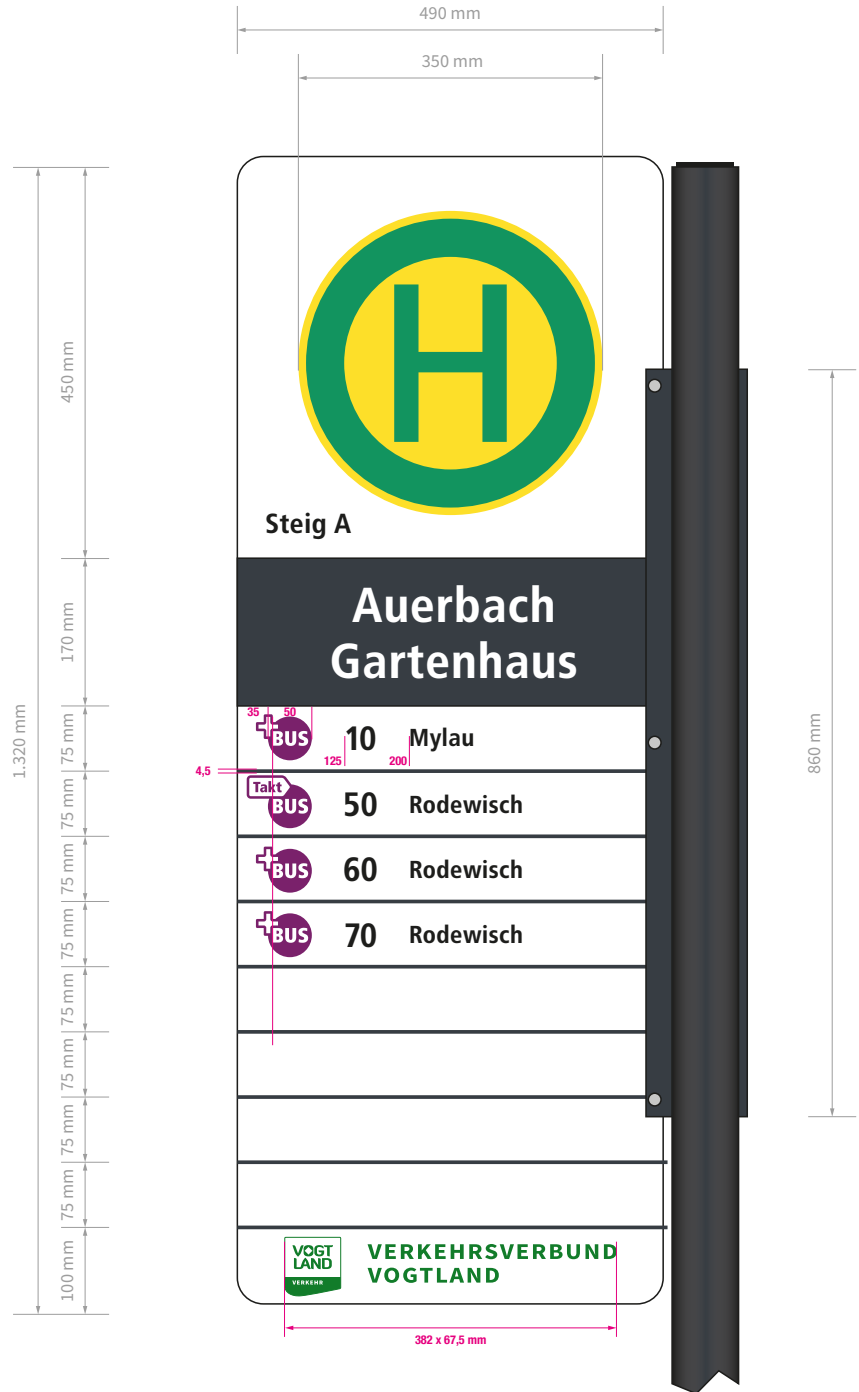 490 mm
350 mm
H
450 mm
Steig A
Auerbach
Gartenhaus
170 mm
1.320 mm
860 mm
35 50
BUS 10 Mylau
125 200
75 mm
4,5
Takt
BUS 50 Rodewisch
75 mm
BUS 60 Rodewisch
75 mm
BUS 70 Rodewisch
75 mm
75 mm
75 mm
75 mm
75 mm
VOGT
LAND
VERKEHR
VERKEHRSVERBUND
VOGTLAND
100 mm
382 x 67,5 mm